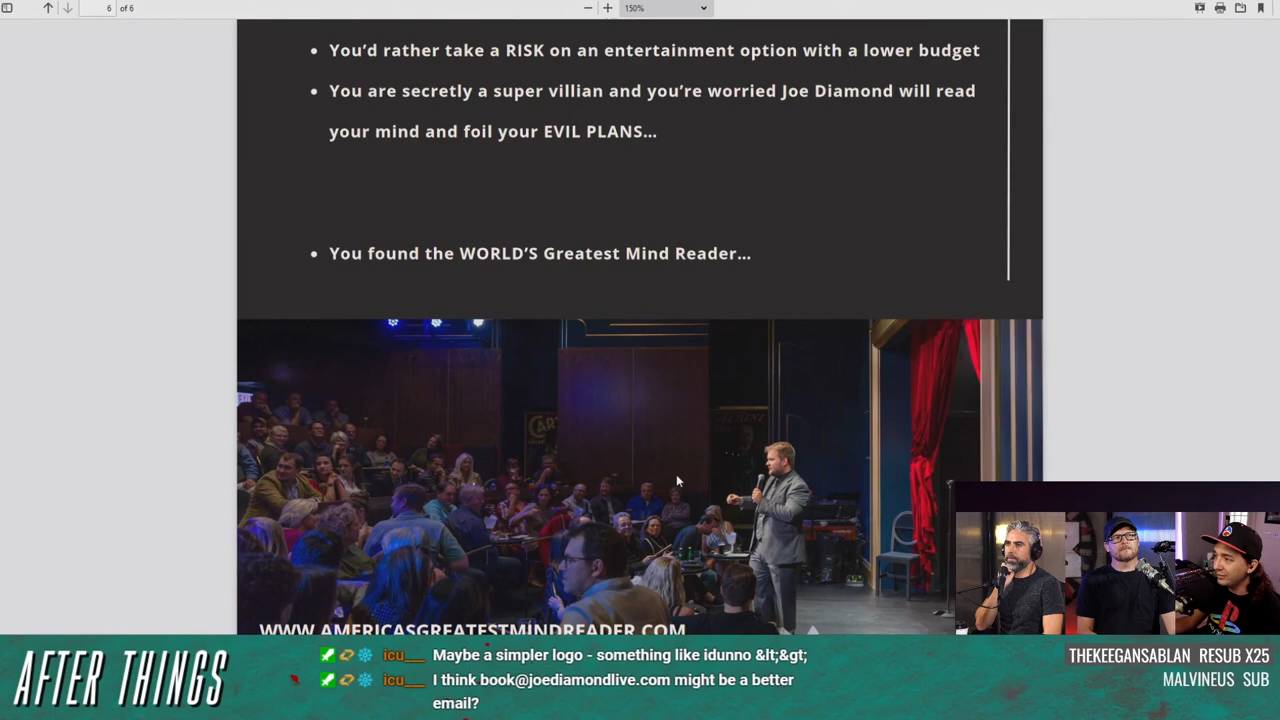 6
of 6
150%
• You'd rather take a RISK on an entertainment option with a lower budget
• You are secretly a super villian and you're worried Joe Diamond will read
your mind and foil your EVIL PLANS...
• You found the WORLD'S Greatest Mind Reader...
WWW.AMERICASGREATESTMINDREADER.COM
AFTER THINGS
icu___ Maybe a simpler logo - something like idunno &lt;&gt;
icu___ I think book@joediamondlive.com might be a better
email?
THEKEEGANSABLAN RESUB X25
MALVINEUS SUB